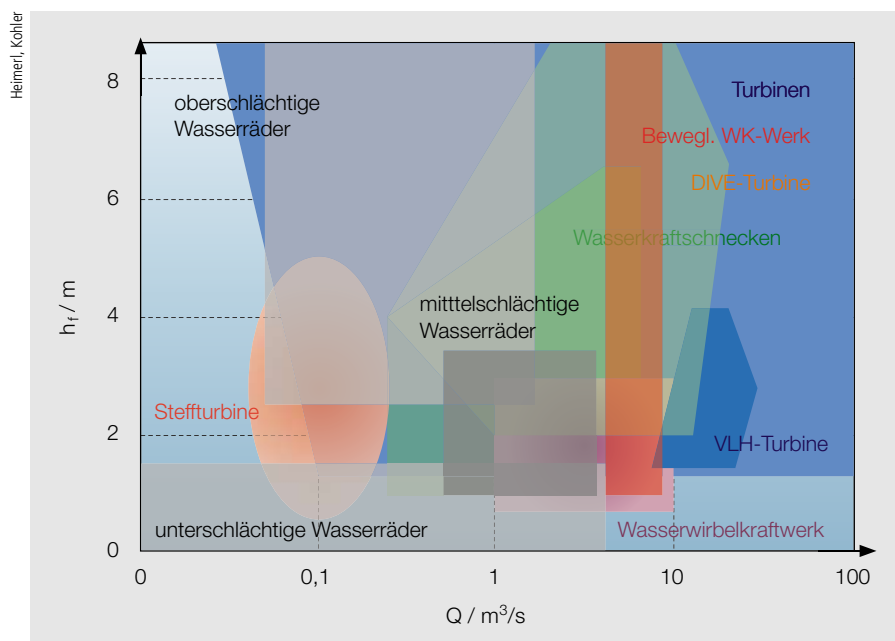 Heimerl, Kohler
8
oberschlächtige
Wasserräder
Turbinen
Bewegl. WK-Werk
6
DIVE-Turbine
Wasserkraftschnecken
h_f / m
4
mitttelschlächtige
Wasserräder
Steffturbine
2
VLH-Turbine
unterschlächtige Wasserräder
Wasserwirbelkraftwerk
0
0 0,1 1 10 100
Q / m³/s